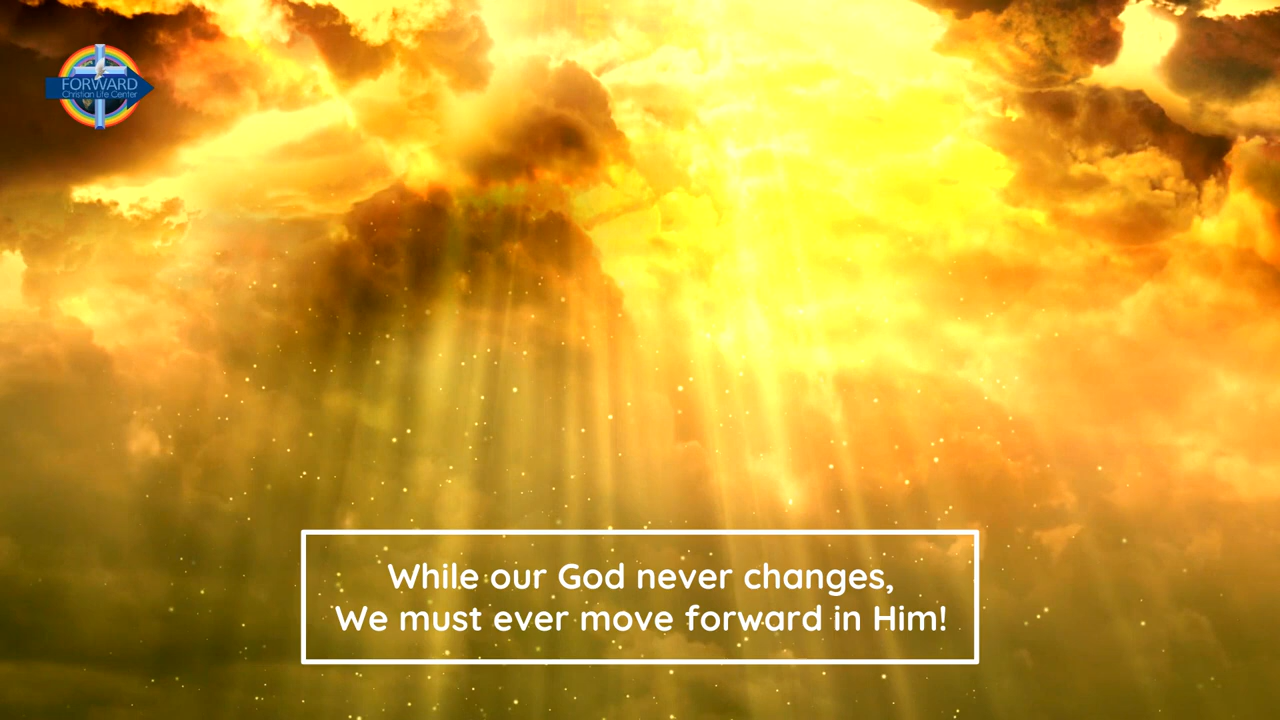 FORWARD
Christian Life Center
While our God never changes,
We must ever move forward in Him!